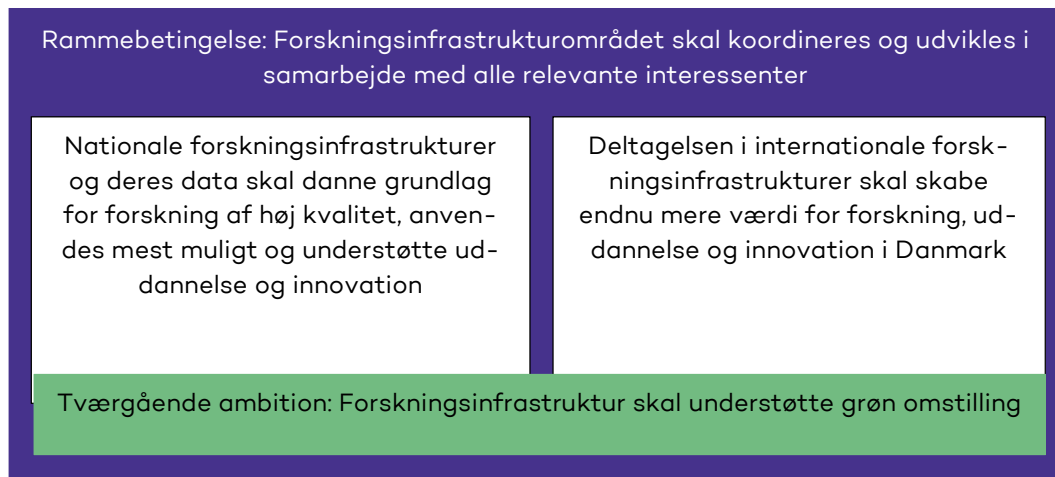 Rammebetingelse: Forskningsinfrastrukturområdet skal koordineres og udvikles i
samarbejde med alle relevante interessenter
Nationale forskningsinfrastrukturer
og deres data skal danne grundlag
for forskning af høj kvalitet, anven-
des mest muligt og understøtte ud-
dannelse og innovation
Deltagelsen i internationale forsk-
ningsinfrastrukturer skal skabe
endnu mere værdi for forskning, ud-
dannelse og innovation i Danmark
Tværgående ambition: Forskningsinfrastruktur skal understøtte grøn omstilling